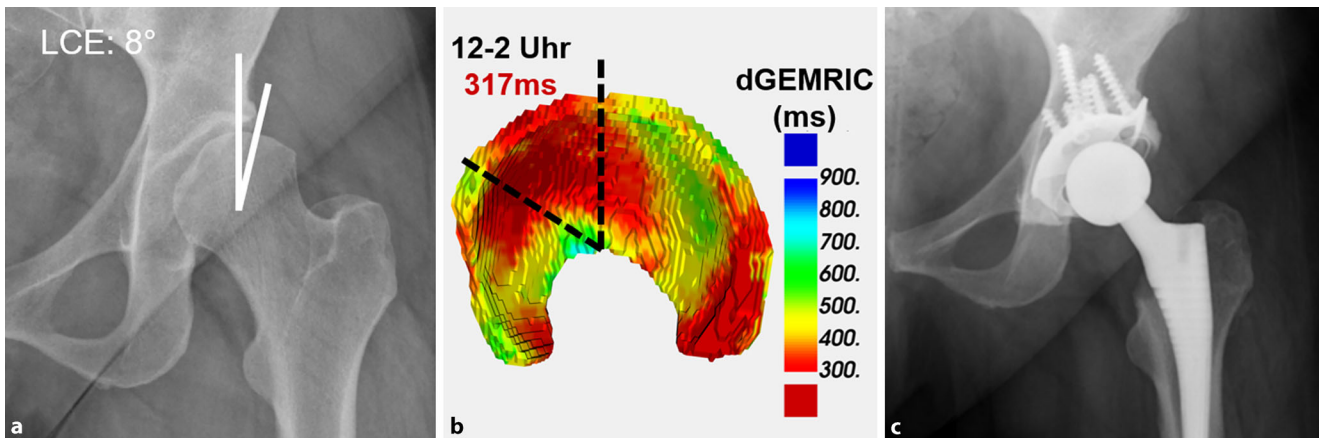 LCE: 8°
a
12-2 Uhr
317ms
dGEMRIC
(ms)
900.
800.
700.
600.
500.
400.
300.
b
c